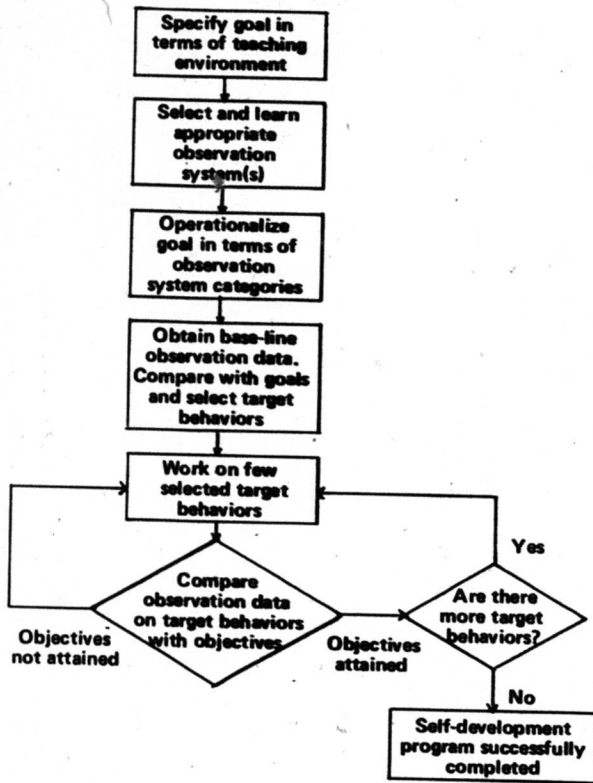 Specify goal in
terms of teaching
environment
Select and learn
appropriate
observation
system(s)
Operationalize
goal in terms of
observation
system categories
Obtain base-line
observation data.
Compare with goals
and select target
behaviors
Work on few
selected target
behaviors
Compare
observation data
on target behaviors
with objectives
Objectives
not attained
Objectives
attained
Are there
more target
behaviors?
Yes
No
Self-development
program successfully
completed